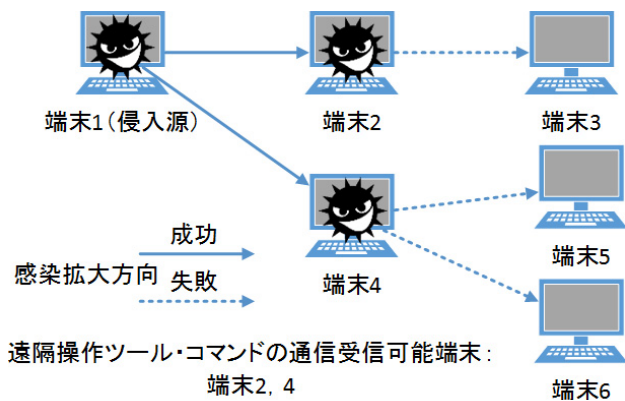 端末1(侵入源)
端末2
端末3
端末4
端末5
端末6
成功
感染拡大方向
失敗
遠隔操作ツール・コマンドの通信受信可能端末:
端末2, 4